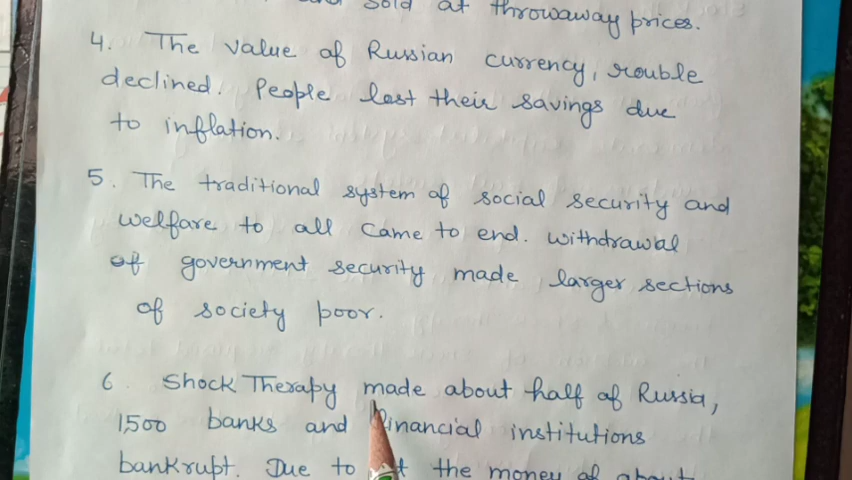 sold at throwaway prices.
4. The value of Russian currency, rouble
declined. People lost their savings due
to inflation.
5. The traditional system of social security and
welfare to all came to end. withdrawal
of government security made larger sections
of society poor.
6 Shock Therapy made about half of Russia,
1500 banks and financial institutions
bankrupt. Due to the money of about